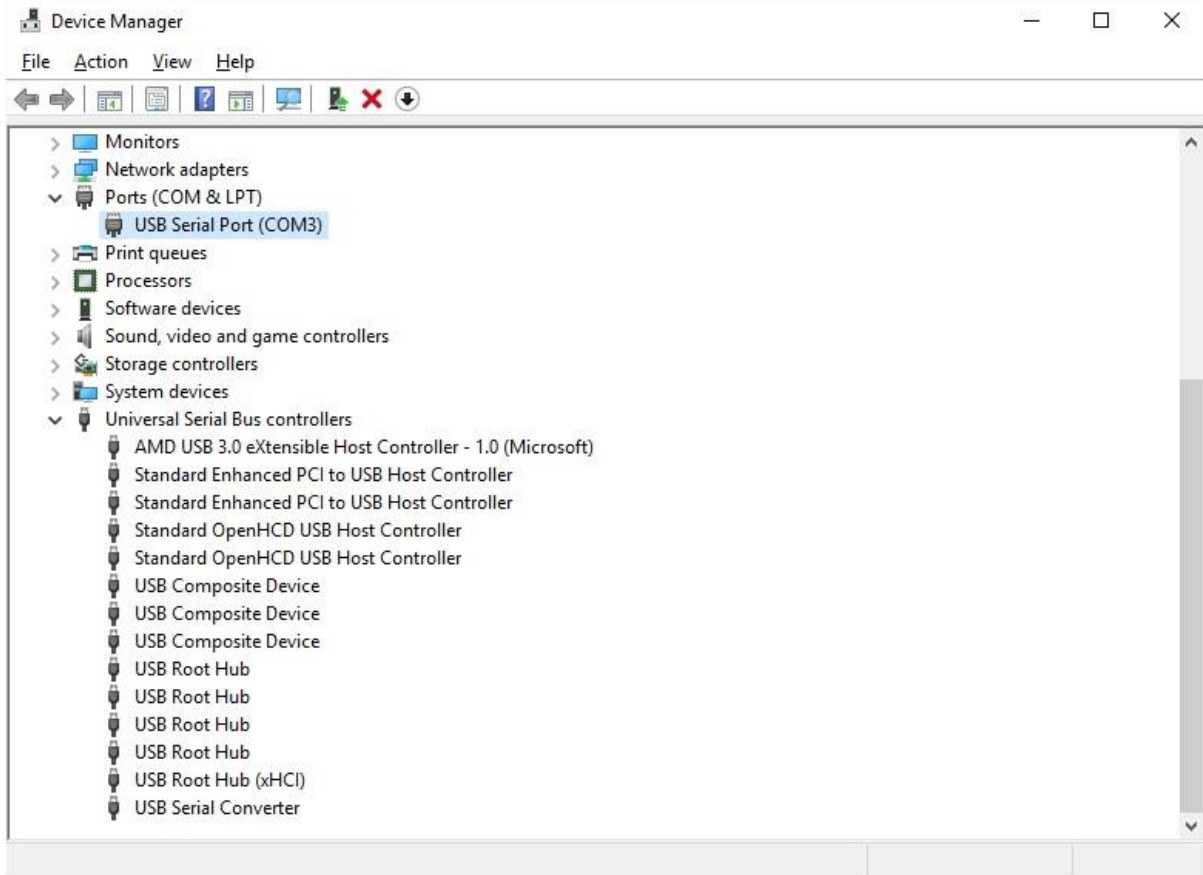 Device Manager
File Action View Help
Monitors
Network adapters
Ports (COM & LPT)
USB Serial Port (COM3)
Print queues
Processors
Software devices
Sound, video and game controllers
Storage controllers
System devices
Universal Serial Bus controllers
AMD USB 3.0 eXtensible Host Controller - 1.0 (Microsoft)
Standard Enhanced PCI to USB Host Controller
Standard Enhanced PCI to USB Host Controller
Standard OpenHCD USB Host Controller
Standard OpenHCD USB Host Controller
USB Composite Device
USB Composite Device
USB Composite Device
USB Root Hub
USB Root Hub
USB Root Hub
USB Root Hub
USB Root Hub (xHCI)
USB Serial Converter